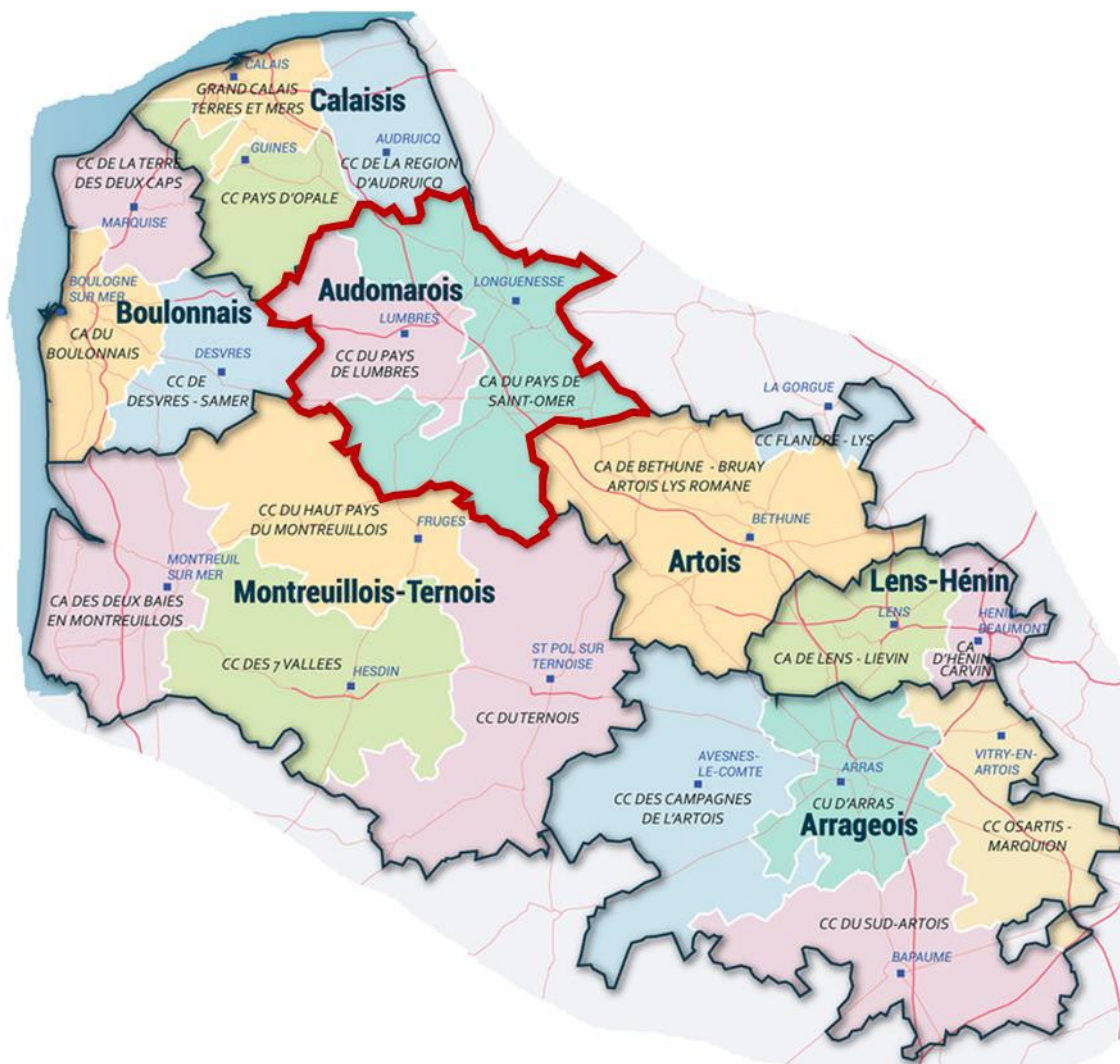 CALAIS
GRAND CALAIS
TERRES ET MERS
Calaisis
AUDRUICQ
GUINES
CC DE LA REGION
D'AUDRUICQ
CC DE LA TERRE
DES DEUX CAPS
CC PAYS D'OPALE
MARQUISE
BOULOGNE
SUR MER
Boulonnais
CA DU
BOULONNAIS
DESVRES
CC DE
DESVRES - SAMER
Audomarois
LONGUENESSE
LUMBRES
CC DU PAYS
DE LUMBRES
CA DU PAYS DE
SAINT-OMER
LA GORGUE
CC FLANDRE - LYS
CA DE BETHUNE - BRUAY
ARTOIS LYS ROMANE
BETHUNE
Artois
CC DU HAUT PAYS
DU MONTREUILLOIS
FRUGES
MONTREUIL
SUR MER
Montreuillois-Ternois
CA DES DEUX BAIES
EN MONTREUILLOIS
CC DES 7 VALLEES
HESDIN
ST POL SUR
TERNOISE
CC DU TERNOIS
Lens-Hénin
LENS
HENIN
BEAUMONT
CA DE LENS - LIEVIN
CA
D'HENIN
CARVIN
AVESNES-
LE-COMTE
CC DES CAMPAGNES
DE L'ARTOIS
ARRAS
CU D'ARRAS
Arrageois
VITRY-EN-
ARTOIS
CC OSARTIS -
MARQUION
CC DU SUD-ARTOIS
BAPAUME